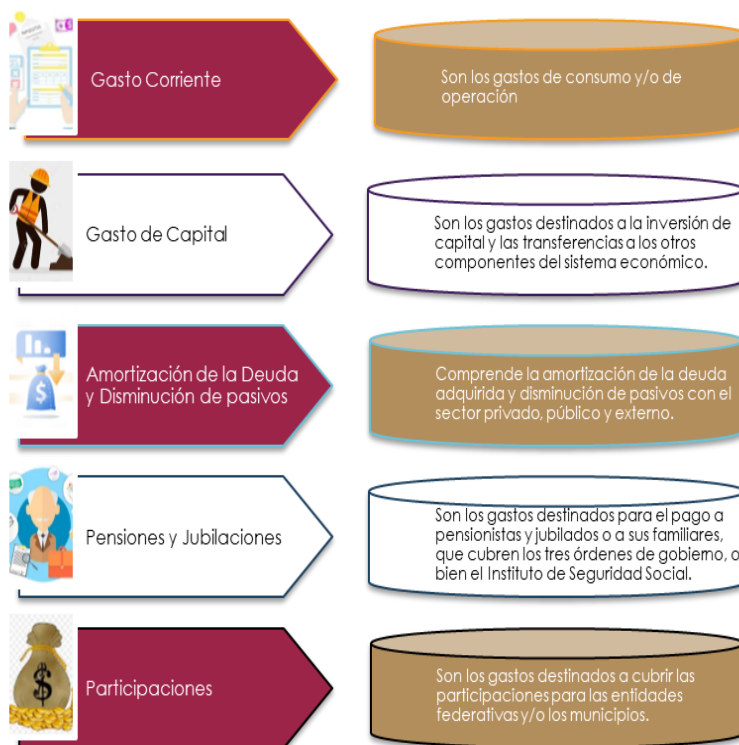 Gasto Corriente
Son los gastos de consumo y/o de
operación
Gasto de Capital
Son los gastos destinados a la inversión de
capital y las transferencias a los otros
componentes del sistema económico.
Amortización de la Deuda
y Disminución de pasivos
Comprende la amortización de la deuda
adquirida y disminución de pasivos con el
sector privado, público y externo.
Pensiones y Jubilaciones
Son los gastos destinados para el pago a
pensionistas y jubilados o a sus familiares,
que cubren los tres órdenes de gobierno, o
bien el Instituto de Seguridad Social.
Participaciones
Son los gastos destinados a cubrir las
participaciones para las entidades
federativas y/o los municipios.